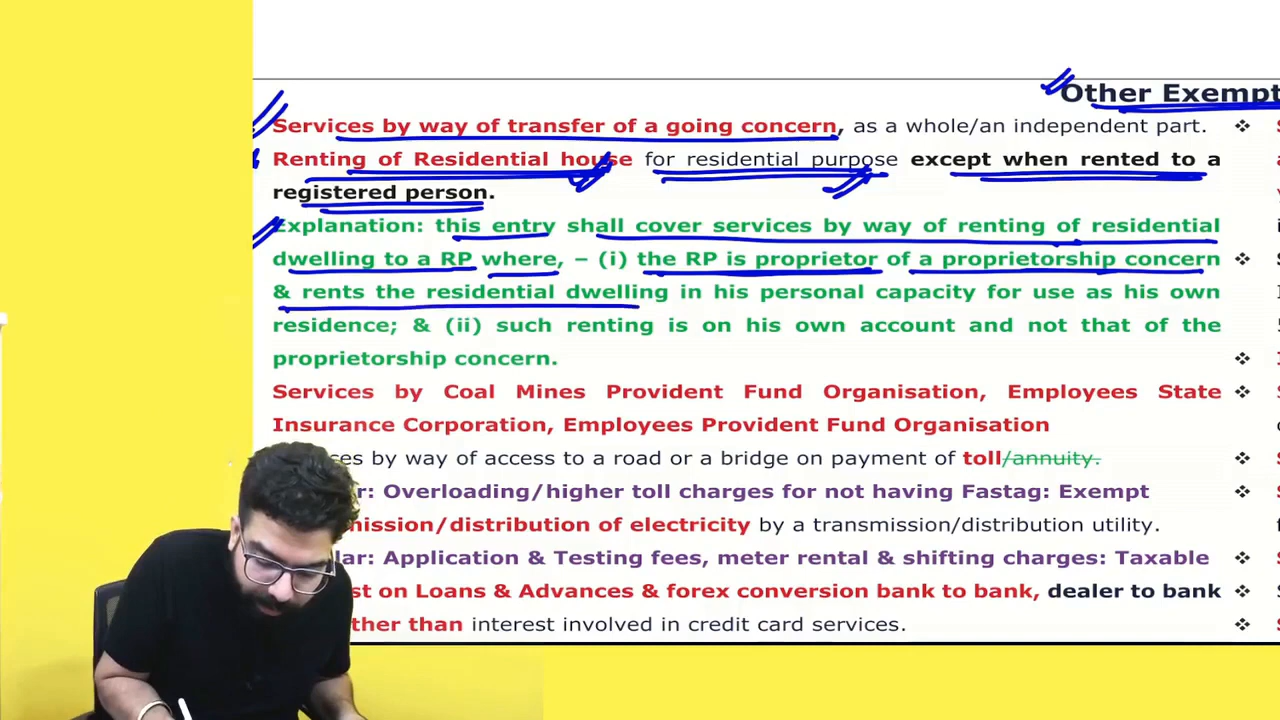 Other Exempt
Services by way of transfer of a going concern, as a whole/an independent part.
Renting of Residential house for residential purpose except when rented to a
registered person.
Explanation: this entry shall cover services by way of renting of residential
dwelling to a RP where, – (i) the RP is proprietor of a proprietorship concern
& rents the residential dwelling in his personal capacity for use as his own
residence; & (ii) such renting is on his own account and not that of the
proprietorship concern.
Services by Coal Mines Provident Fund Organisation, Employees State
Insurance Corporation, Employees Provident Fund Organisation
ces by way of access to a road or a bridge on payment of toll/annuity.
r: Overloading/higher toll charges for not having Fastag: Exempt
mission/distribution of electricity by a transmission/distribution utility.
lar: Application & Testing fees, meter rental & shifting charges: Taxable
st on Loans & Advances & forex conversion bank to bank, dealer to bank
ther than interest involved in credit card services.